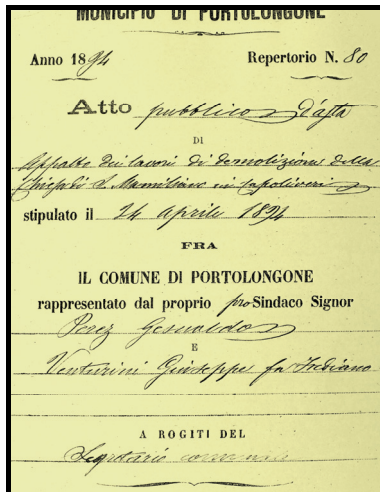 MUNICIPIO DI PORTOLONGONE
Anno 1894 Repertorio N. 80
Atto pubblico d'asta
DI
Appalto dei lavori di demolizione della
Chiesa di S. Mamiliano in Capoliveri
stipulato il 24 Aprile 1894
FRA
IL COMUNE DI PORTOLONGONE
rappresentato dal proprio pro Sindaco Signor
Perez Gesualdo
E
Venturini Giuseppe fu
A ROGITI DEL
Segretario comunale